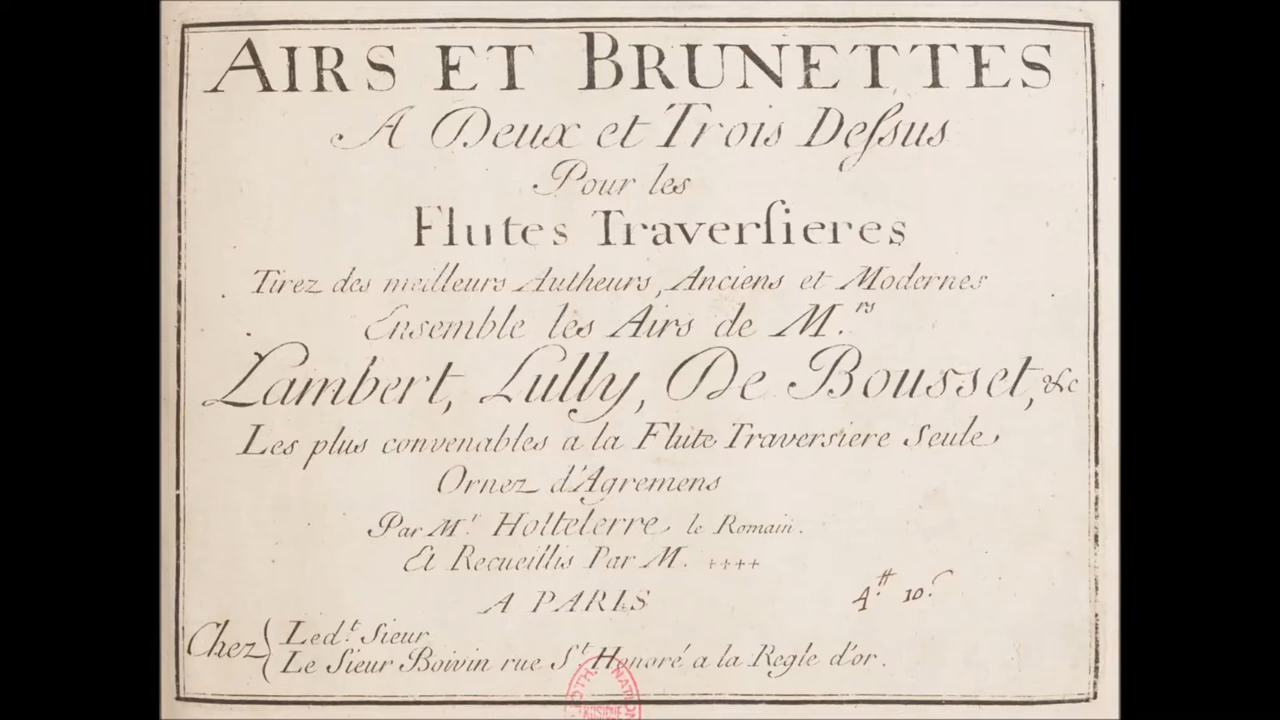 AIRS ET BRUNETTES
A Deux et Trois Deſsus
Pour les
Flutes Traverſieres
Tirez des meilleurs Autheurs, Anciens et Modernes
Ensemble les Airs de M.rs
Lambert, Lully, De Bousset, &c
Les plus convenables a la Flute Traversiere Seule,
Ornez d'Agremens
Par M.r Hotteterre le Romain.
Et Recueillis Par M. ++++
A PARIS
4.# 10.s
Chez { Led.t Sieur
Le Sieur Boivin rue S.t Honoré a la Regle d'or.